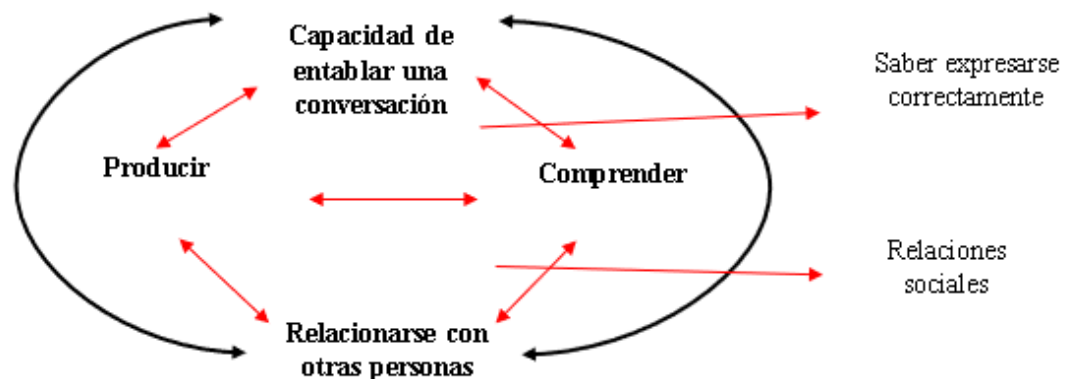 Capacidad de
entablar una
conversación
Saber expresarse
correctamente
Producir
Comprender
Relaciones
sociales
Relacionarse con
otras personas